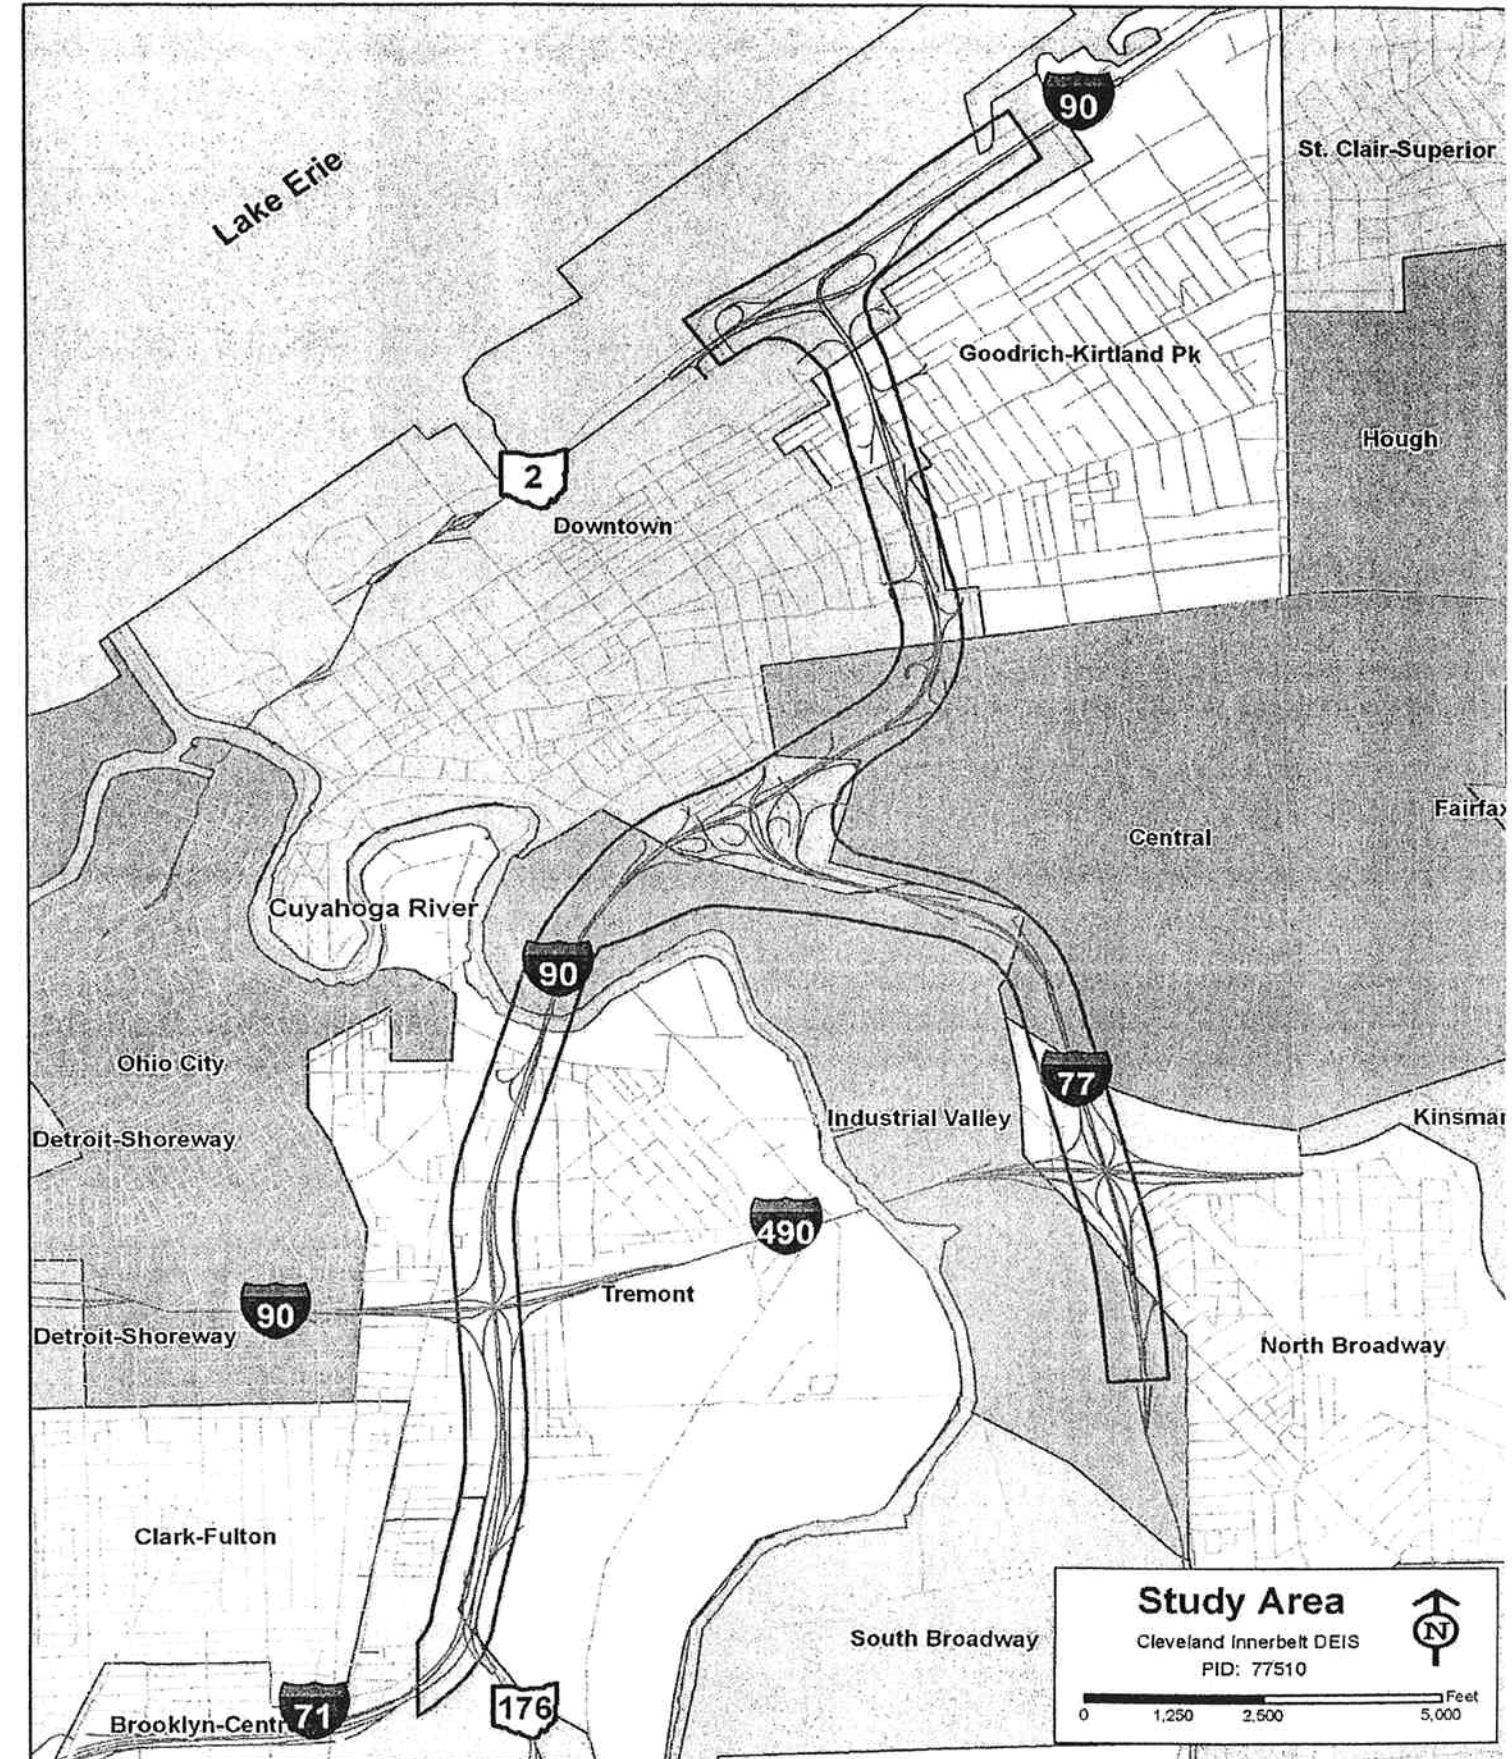 90
St. Clair-Superior
Lake Erie
Goodrich-Kirtland Pk
Hough
2
Downtown
Fairfax
Central
Cuyahoga River
90
Ohio City
77
Industrial Valley
Kinsman
Detroit-Shoreway
490
Tremont
90
Detroit-Shoreway
North Broadway
Clark-Fulton
South Broadway
176
71
Brooklyn-Centr
Study Area
Cleveland Innerbelt DEIS
PID: 77510
N
Feet
0 1,250 2,500 5,000